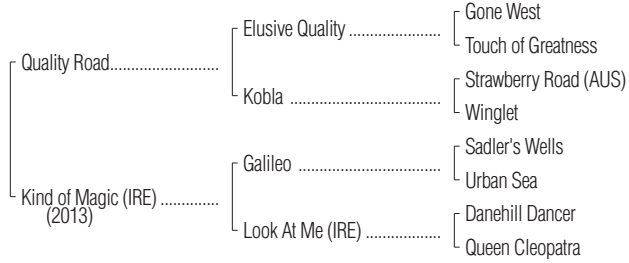 Gone West
Elusive Quality ....................
Touch of Greatness
Quality Road........................
Strawberry Road (AUS)
Kobla .................................
Winglet
Sadler's Wells
Galileo ...............................
Urban Sea
Kind of Magic (IRE) .............
(2013)
Danehill Dancer
Look At Me (IRE) .................
Queen Cleopatra